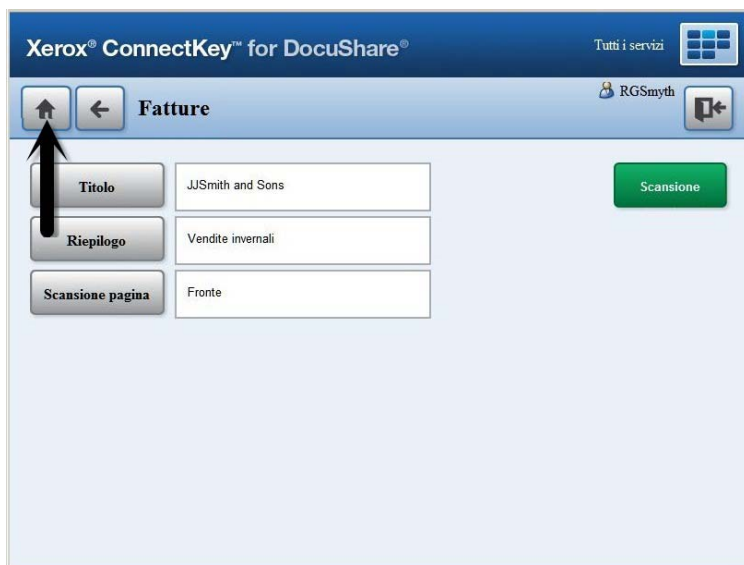 Xerox® ConnectKey™ for DocuShare®
Tutti i servizi
RGSmyth
Fatture
Titolo
JJSmith and Sons
Scansione
Riepilogo
Vendite invernali
Scansione pagina
Fronte